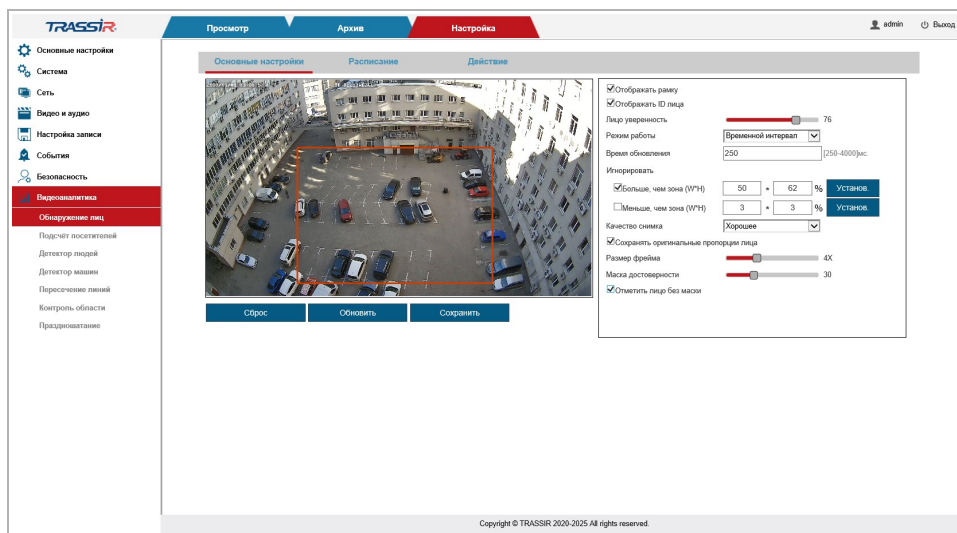 TRASSIR
Просмотр
Архив
Настройка
admin
Выход
Основные настройки
Система
Сеть
Видео и аудио
Настройка записи
События
Безопасность
Видеоаналитика
Обнаружение лиц
Подсчёт посетителей
Детектор людей
Детектор машин
Пересечение линий
Контроль области
Праздношатание
Основные настройки
Расписание
Действие
Сброс
Обновить
Сохранить
Отображать рамку
Отображать ID лица
Лицо уверенность 76
Режим работы Временной интервал
Время обновления 250 [250-4000]мс.
Игнорировать
Больше, чем зона (W*H) 50 * 62 % Установ.
Меньше, чем зона (W*H) 3 * 3 % Установ.
Качество снимка Хорошее
Сохранять оригинальные пропорции лица
Размер фрейма 4X
Маска достоверности 30
Отметить лицо без маски
Copyright © TRASSIR 2020-2025 All rights reserved.